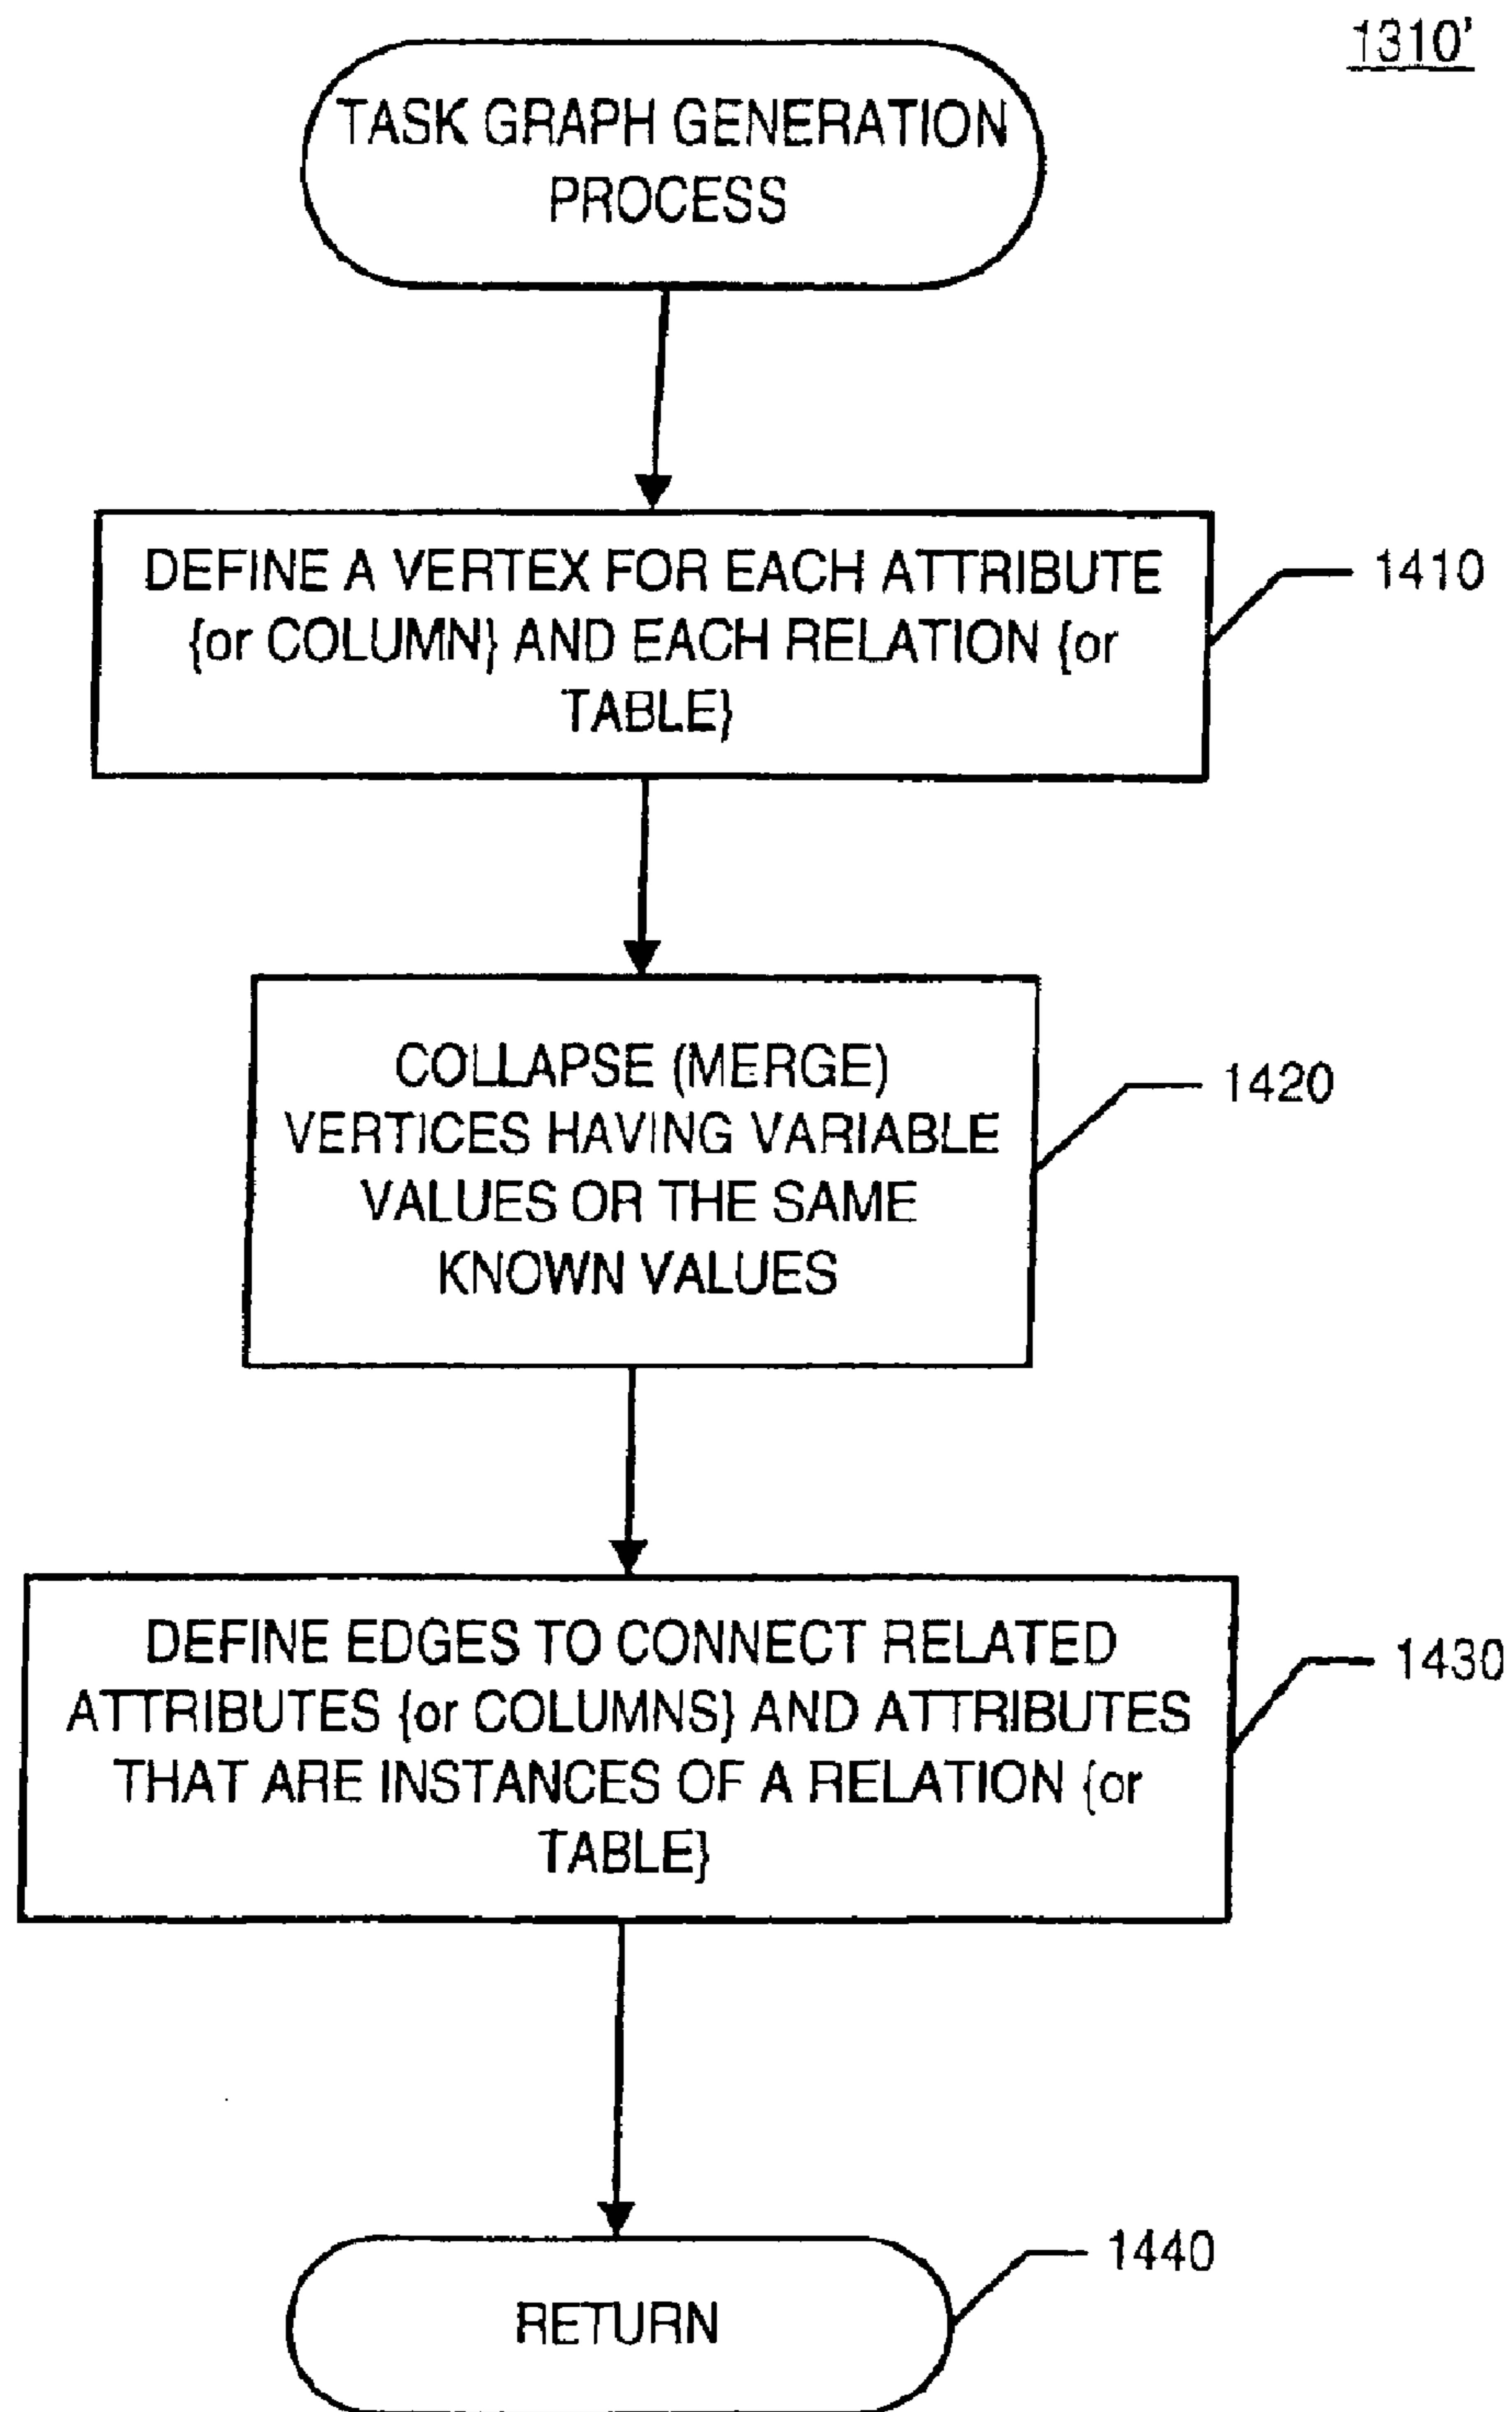 1310'
TASK GRAPH GENERATION
PROCESS
DEFINE A VERTEX FOR EACH ATTRIBUTE
{or COLUMN} AND EACH RELATION {or
TABLE}
1410
COLLAPSE (MERGE)
VERTICES HAVING VARIABLE
VALUES OR THE SAME
KNOWN VALUES
1420
DEFINE EDGES TO CONNECT RELATED
ATTRIBUTES {or COLUMNS} AND ATTRIBUTES
THAT ARE INSTANCES OF A RELATION {or
TABLE}
1430
RETURN
1440